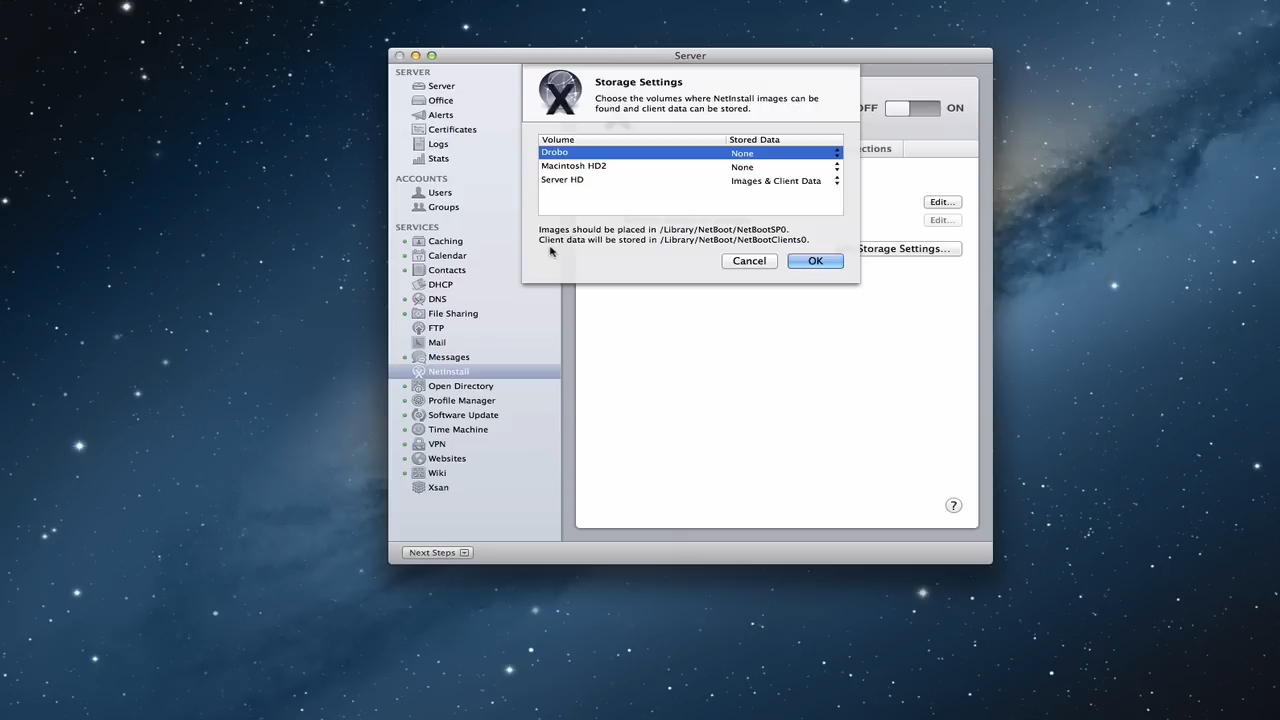 Server
SERVER
Server
Office
Alerts
Certificates
Logs
Stats
ACCOUNTS
Users
Groups
SERVICES
Caching
Calendar
Contacts
DHCP
DNS
File Sharing
FTP
Mail
Messages
NetInstall
Open Directory
Profile Manager
Software Update
Time Machine
VPN
Websites
Wiki
Xsan
Next Steps
Storage Settings
Choose the volumes where NetInstall images can be
found and client data can be stored.
Volume Stored Data
Drobo None
Macintosh HD2 None
Server HD Images & Client Data
Images should be placed in /Library/NetBoot/NetBootSP0.
Client data will be stored in /Library/NetBoot/NetBootClients0.
Cancel OK
OFF ON
ctions
Edit...
Edit...
Storage Settings...
?